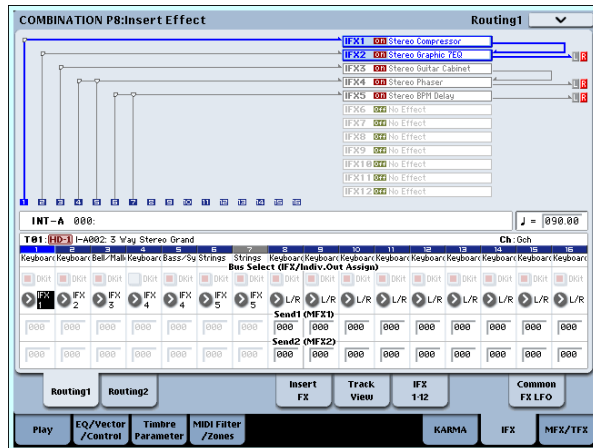 COMBINATION P8:Insert Effect Routing1
IFX1 On Stereo Compressor
IFX2 On Stereo Graphic 7EQ L R
IFX3 On Stereo Guitar Cabinet
IFX4 On Stereo Phaser L R
IFX5 On Stereo BPM Delay L R
IFX6 Off No Effect
IFX7 Off No Effect
IFX8 Off No Effect
IFX9 Off No Effect
IFX10 Off No Effect
IFX11 Off No Effect
IFX12 Off No Effect
1 2 3 4 5 6 7 8 9 10 11 12 13 14 15 16
INT-A 000: ♩= 090.00
T01: HD-1 I-A002: 3 Way Stereo Grand Ch:Gch
1 2 3 4 5 6 7 8 9 10 11 12 13 14 15 16
Keyboard Keyboard Bell/Mall Keyboard Bass/Sy Strings Strings Keyboard Keyboard Keyboard Keyboard Keyboard Keyboard Keyboard Keyboard Keyboard
Bus Select (IFX/Indiv.Out Assign)
DKit DKit DKit DKit DKit DKit DKit DKit DKit DKit DKit DKit DKit DKit DKit DKit
IFX 1 IFX 2 IFX 3 IFX 4 IFX 4 IFX 5 IFX 5 L/R L/R L/R L/R L/R L/R L/R L/R L/R
Send1 (MFX1)
000 000 000 000 000 000 000 000 000 000 000 000 000 000 000 000
Send2 (MFX2)
000 000 000 000 000 000 000 000 000 000 000 000 000 000 000 000
Routing1 Routing2 Insert FX Track View IFX 1-12 Common FX LFO
Play EQ/Vector /Control Timbre Parameter MIDI Filter /Zones KARMA IFX MFX/TFX